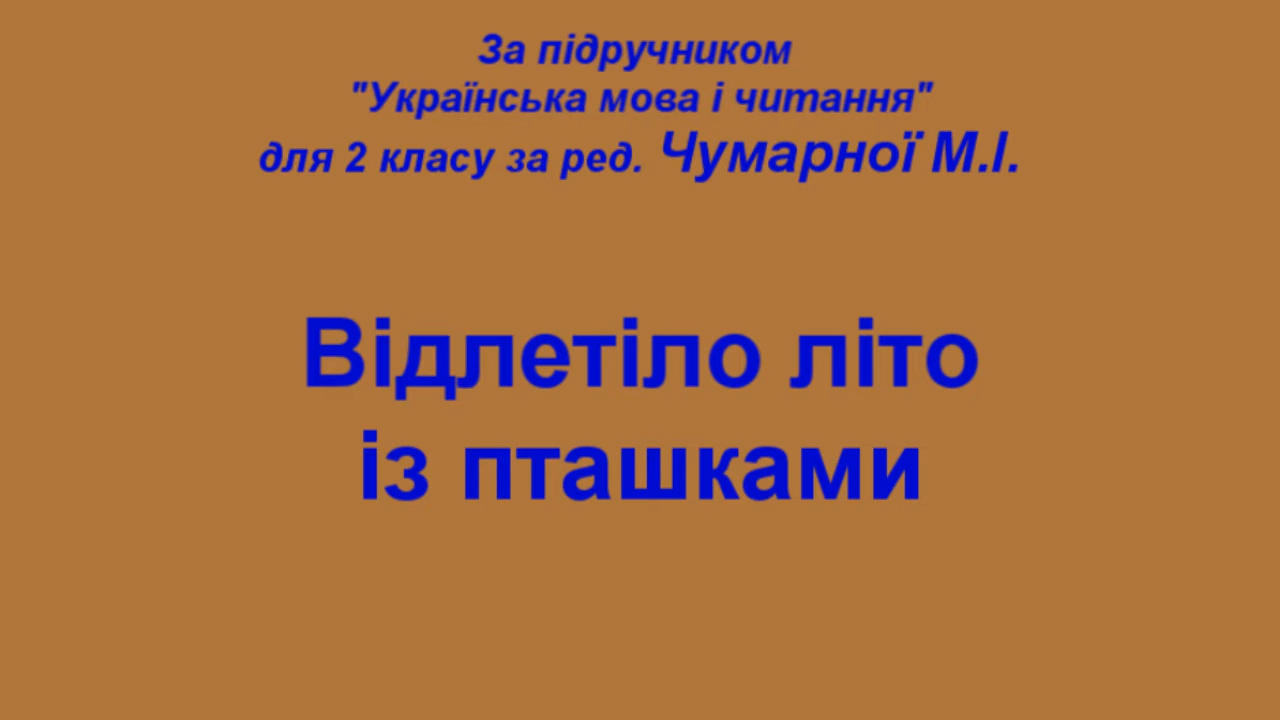 За підручником
"Українська мова і читання"
для 2 класу за ред. Чумарної М.І.
Відлетіло літо
із пташками